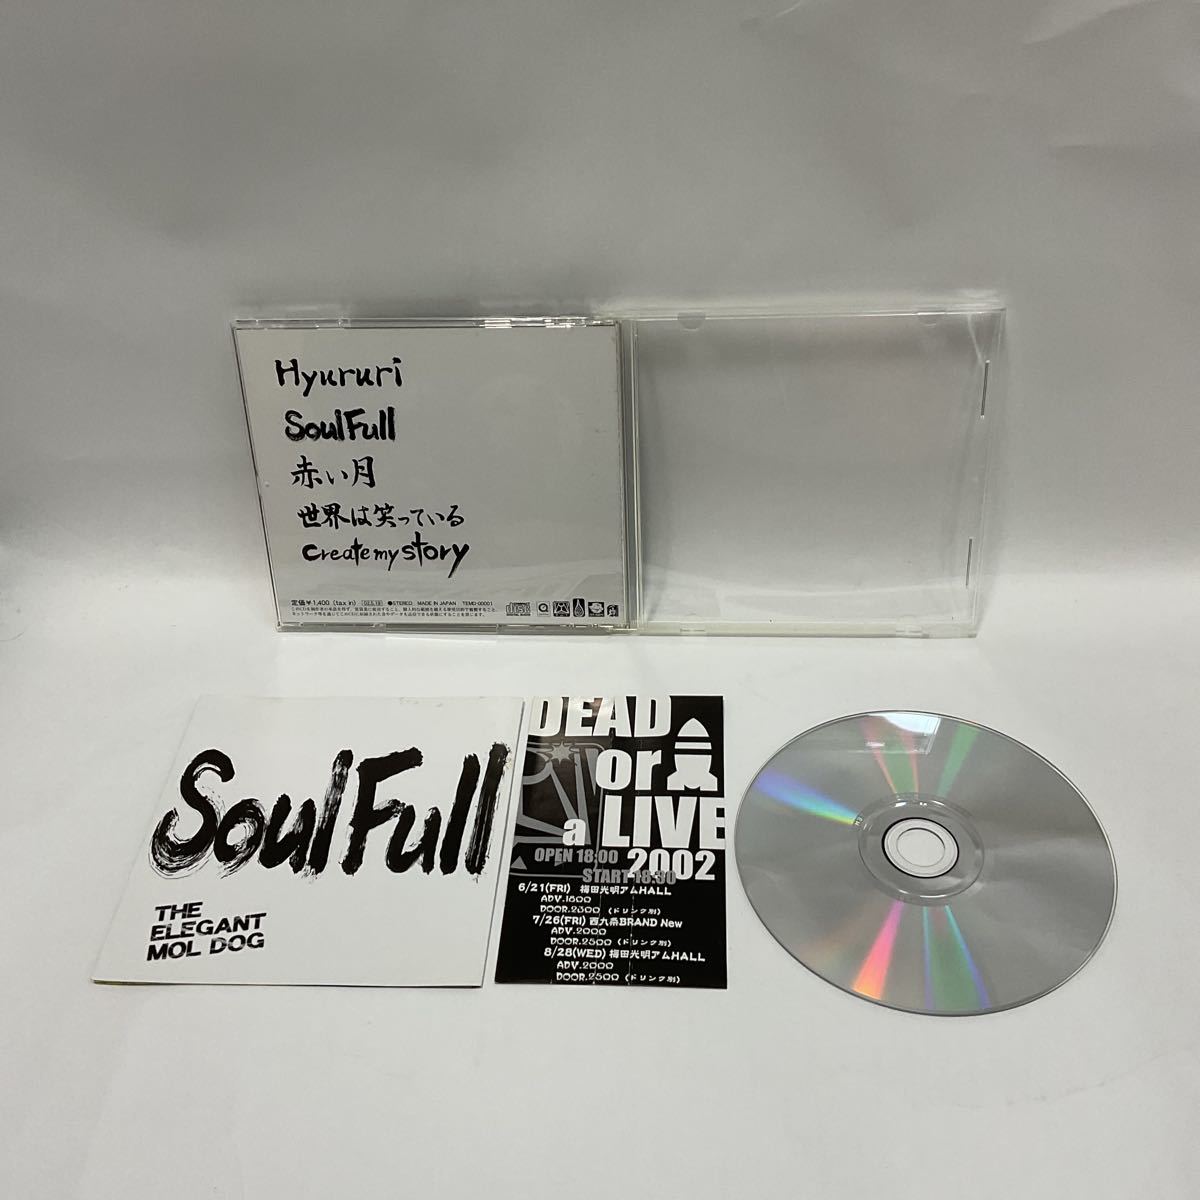 Hyururi
SoulFull
赤い月
世界は笑っている
Create my story
定価¥1,400 (tax in) 02.5.19 ●STEREO MADE IN JAPAN TEMD-00001
SoulFull
THE
ELEGANT
MOL DOG
DEAD
or
a LIVE
2002
OPEN 18:00
START 18:30
6/21(FRI) 梅田光明アムHALL
ADV.1800
DOOR.2300 (ドリンク別)
7/26(FRI) 西九条BRAND New
ADV.2000
DOOR.2500 (ドリンク別)
8/28(WED) 梅田光明アムHALL
ADV.2000
DOOR.2500 (ドリンク別)